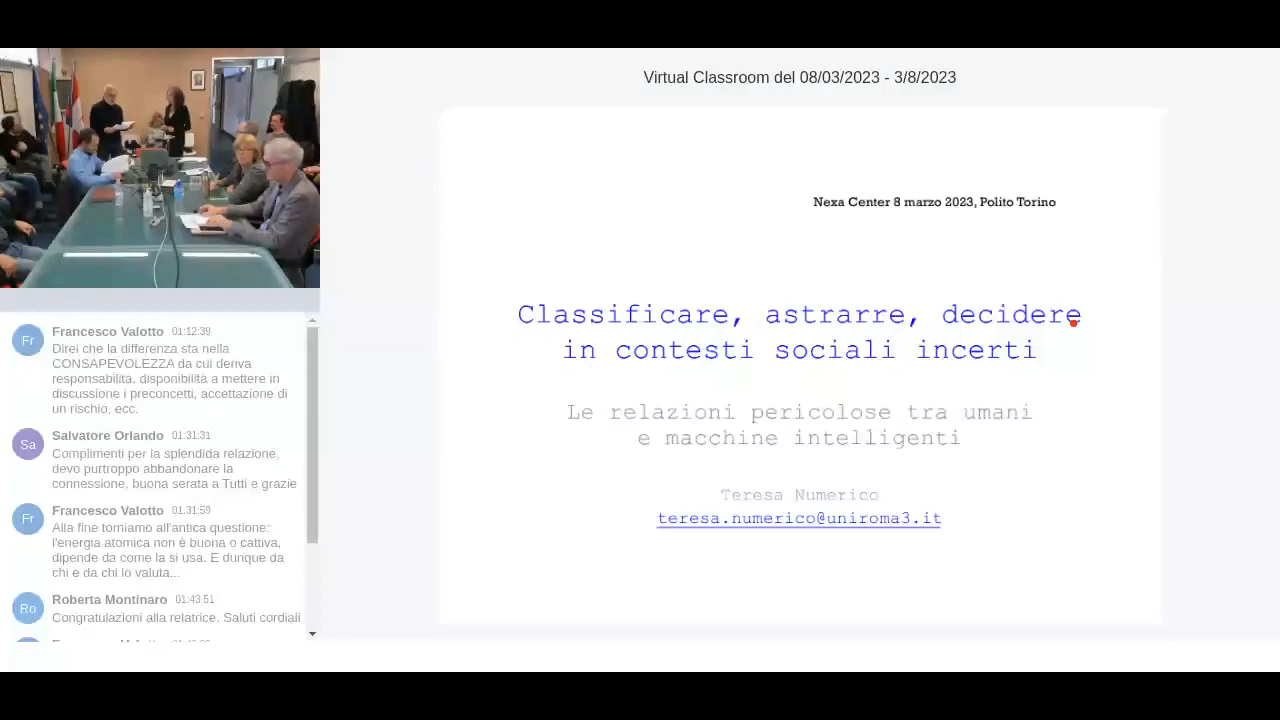 Virtual Classroom del 08/03/2023 - 3/8/2023
Nexa Center 8 marzo 2023, Polito Torino
Classificare, astrarre, decidere
in contesti sociali incerti
Le relazioni pericolose tra umani
e macchine intelligenti
Teresa Numerico
teresa.numerico@uniroma3.it
Fr
Francesco Valotto 01:12:39
Direi che la differenza sta nella
CONSAPEVOLEZZA da cui deriva
responsabilità, disponibilità a mettere in
discussione i preconcetti, accettazione di
un rischio, ecc.
Sa
Salvatore Orlando 01:31:31
Complimenti per la splendida relazione,
devo purtroppo abbandonare la
connessione, buona serata a Tutti e grazie
Fr
Francesco Valotto 01:31:59
Alla fine torniamo all'antica questione:
l'energia atomica non è buona o cattiva,
dipende da come la si usa. E dunque da
chi e da chi lo valuta...
Ro
Roberta Montinaro 01:43:51
Congratulazioni alla relatrice. Saluti cordiali